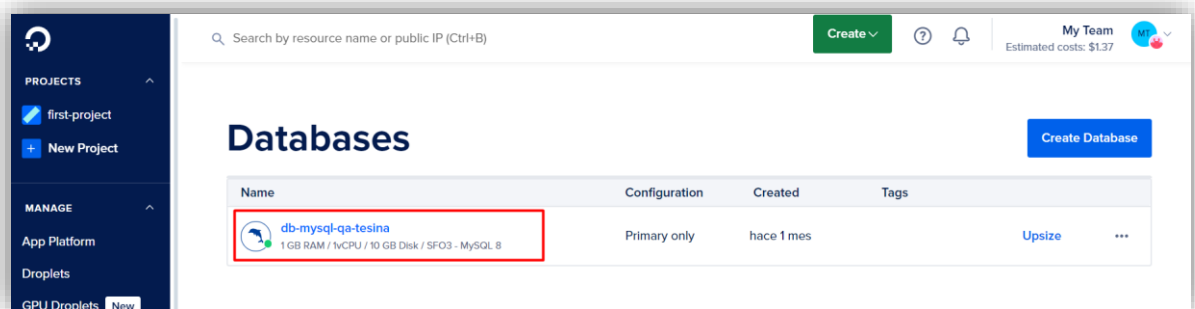 Search by resource name or public IP (Ctrl+B)
Create
?
My Team
Estimated costs: $1.37
MT
PROJECTS
first-project
+ New Project
MANAGE
App Platform
Droplets
GPU Droplets New
Databases
Create Database
Name Configuration Created Tags
db-mysql-qa-tesina
1 GB RAM / 1vCPU / 10 GB Disk / SFO3 - MySQL 8
Primary only hace 1 mes Upsize ...